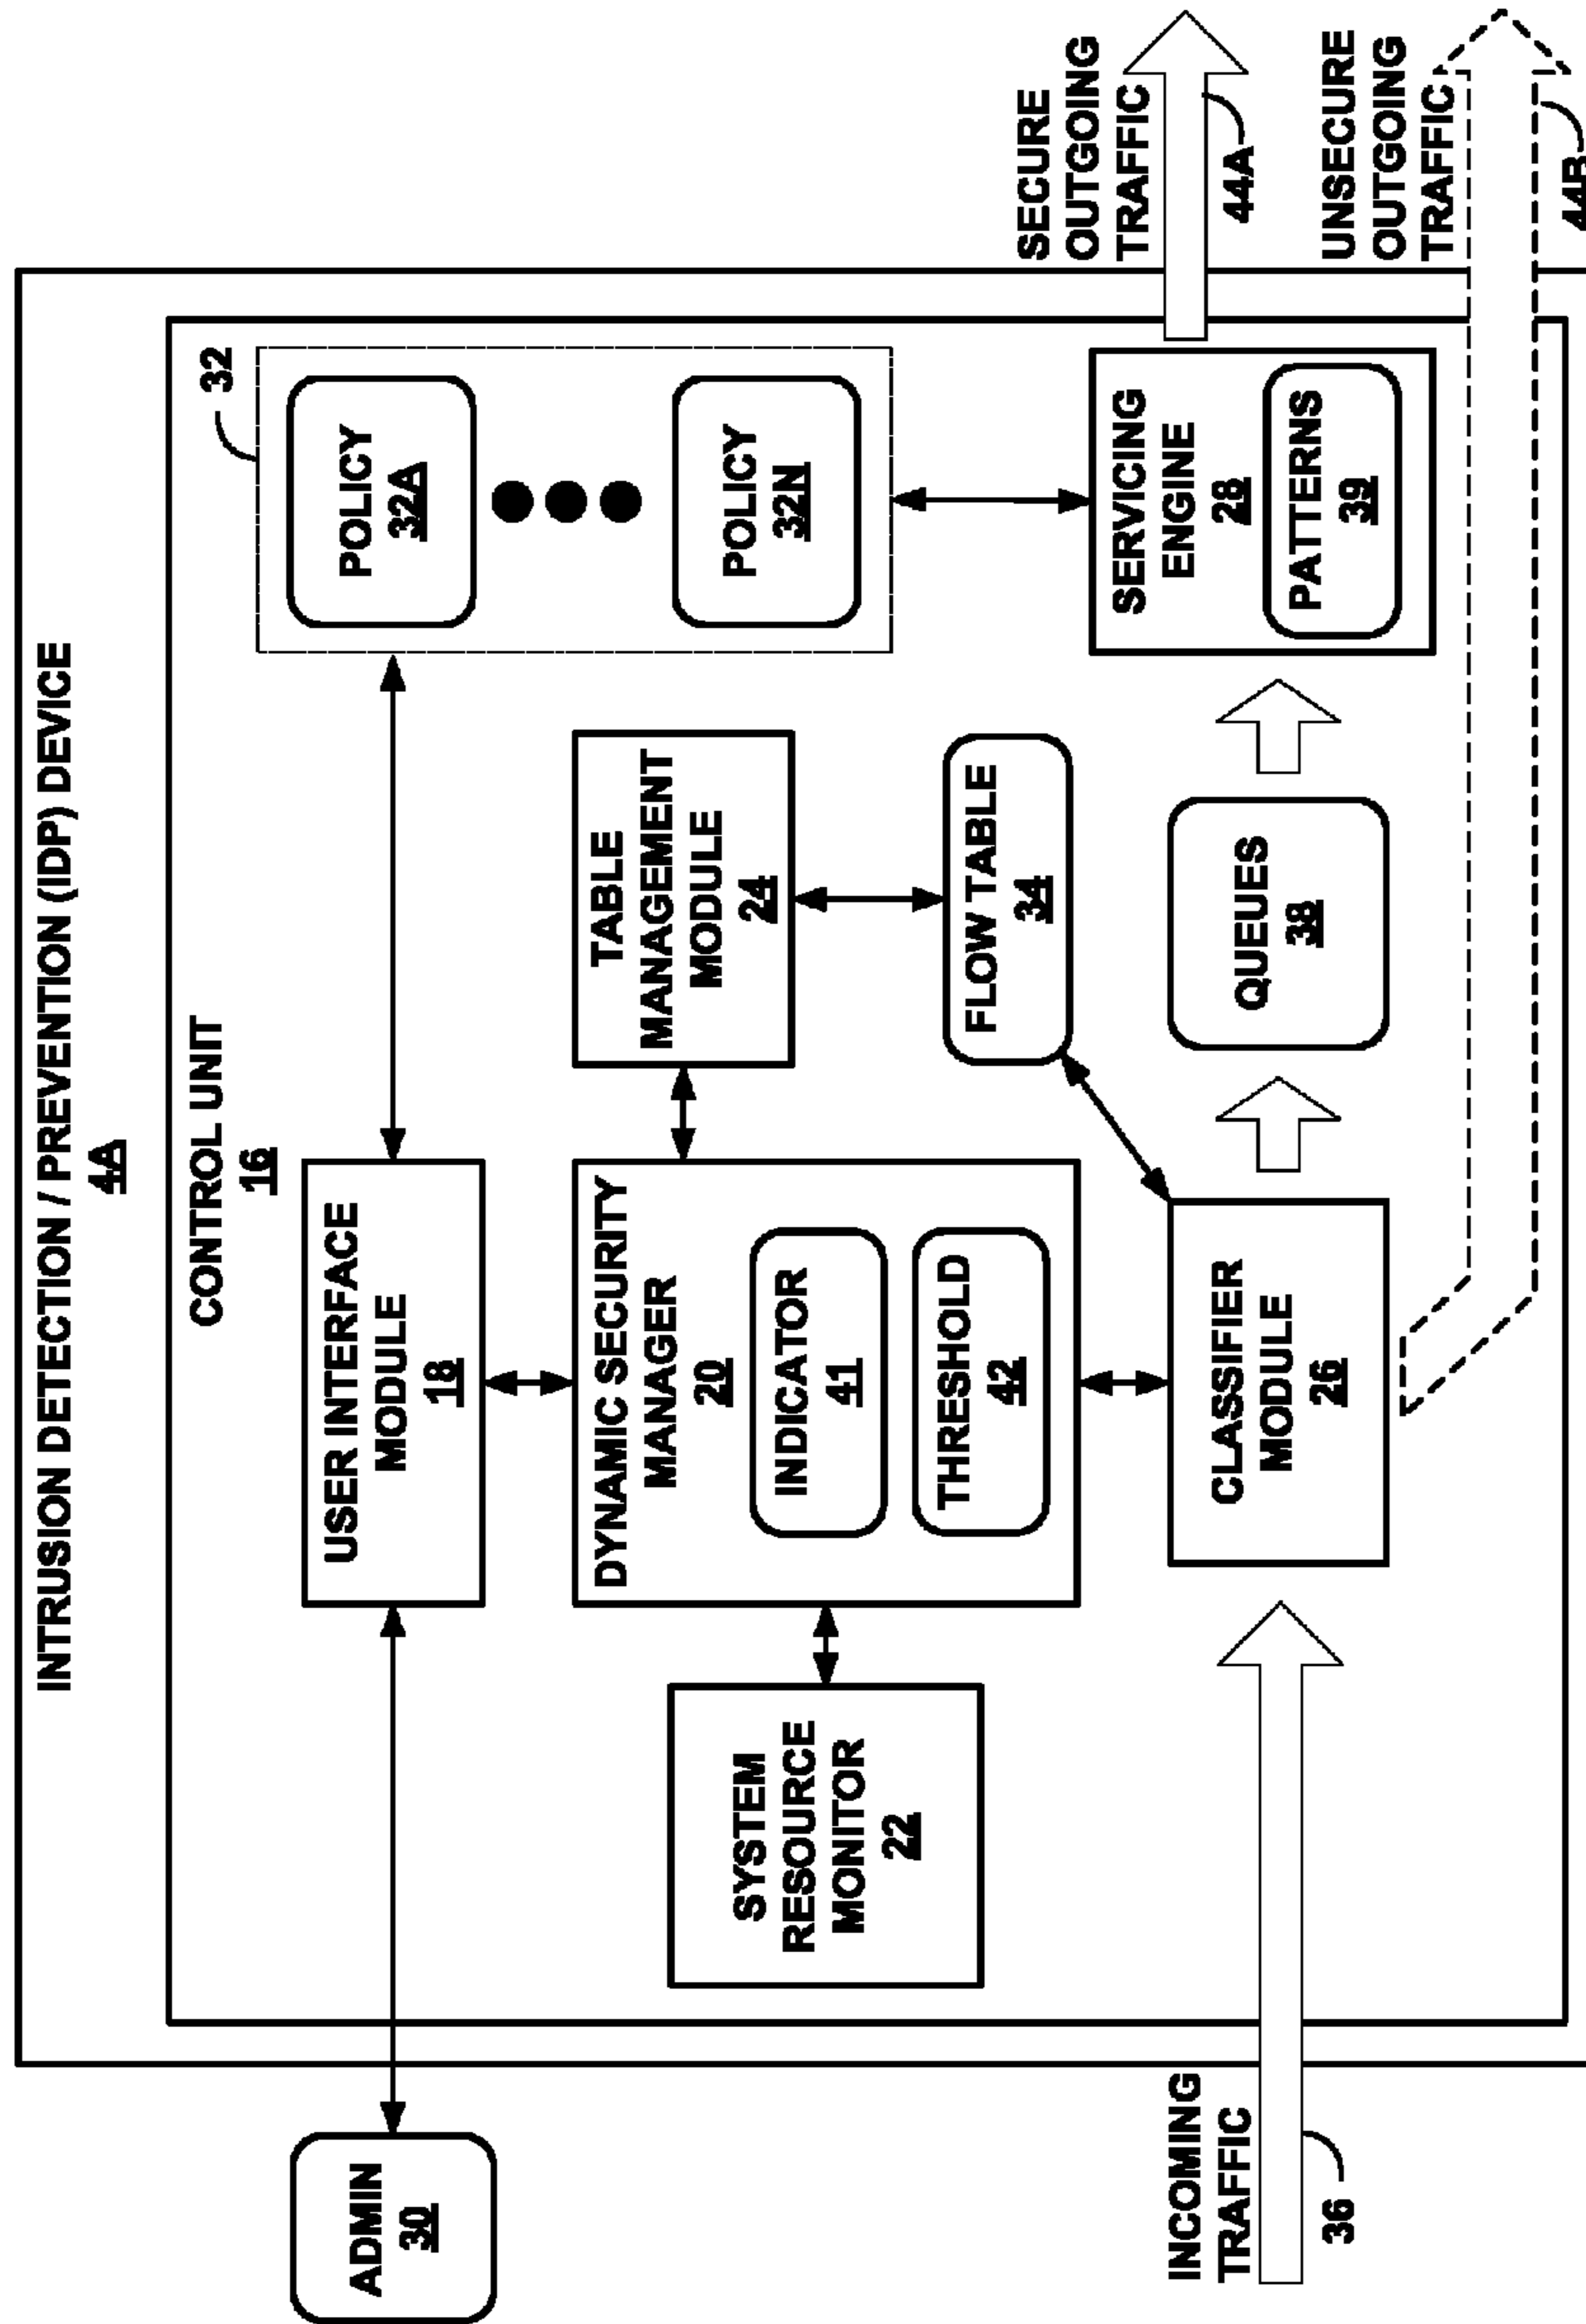 INTRUSION DETECTION / PREVENTION (IDP) DEVICE
4A
CONTROL UNIT
16
ADMIN
30
USER INTERFACE
MODULE
18
32
POLICY
32A
POLICY
32N
SYSTEM
RESOURCE
MONITOR
22
DYNAMIC SECURITY
MANAGER
20
INDICATOR
41
THRESHOLD
42
TABLE
MANAGEMENT
MODULE
24
FLOW TABLE
34
INCOMING
TRAFFIC
36
CLASSIFIER
MODULE
26
QUEUES
38
SERVICING
ENGINE
28
PATTERNS
39
SECURE
OUTGOING
TRAFFIC
44A
UNSECURE
OUTGOING
TRAFFIC
44B